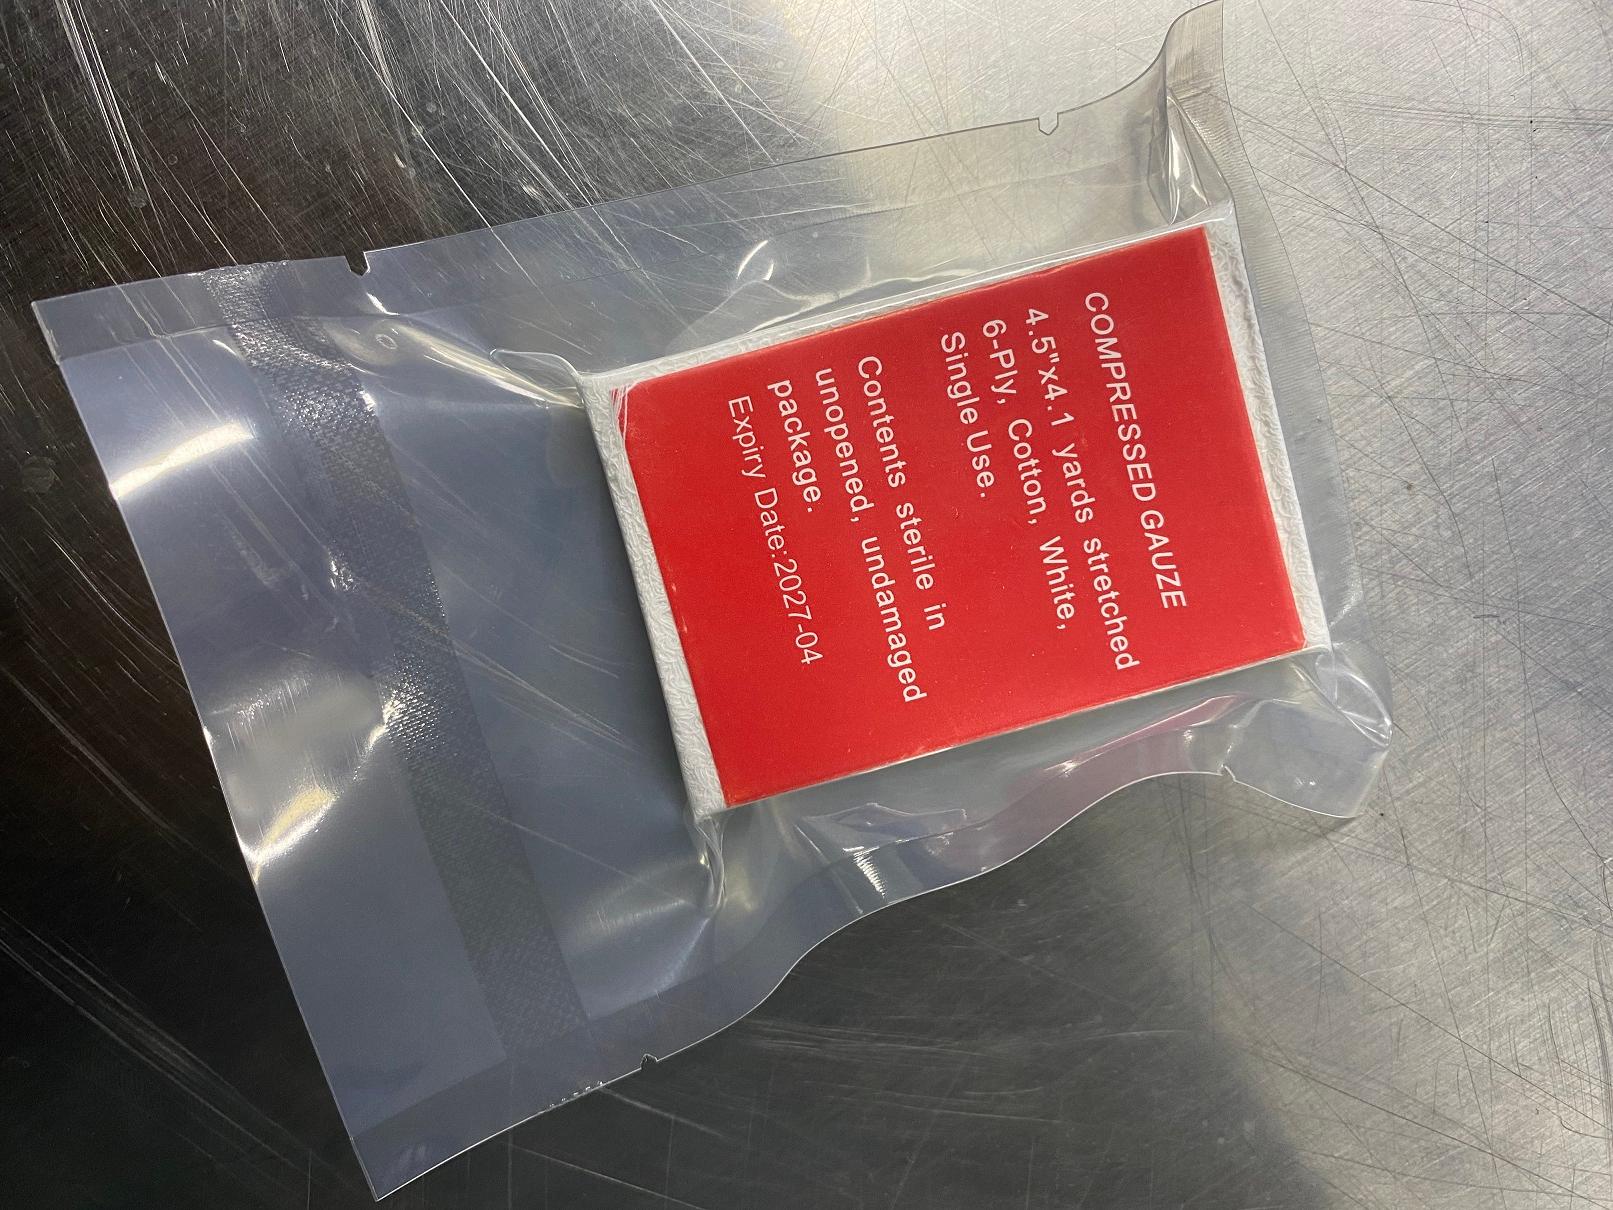 COMPRESSED GAUZE
4.5"x4.1 yards stretched
6-Ply, Cotton, White,
Single Use.
Contents sterile in
unopened, undamaged
package.
Expiry Date:2027-04